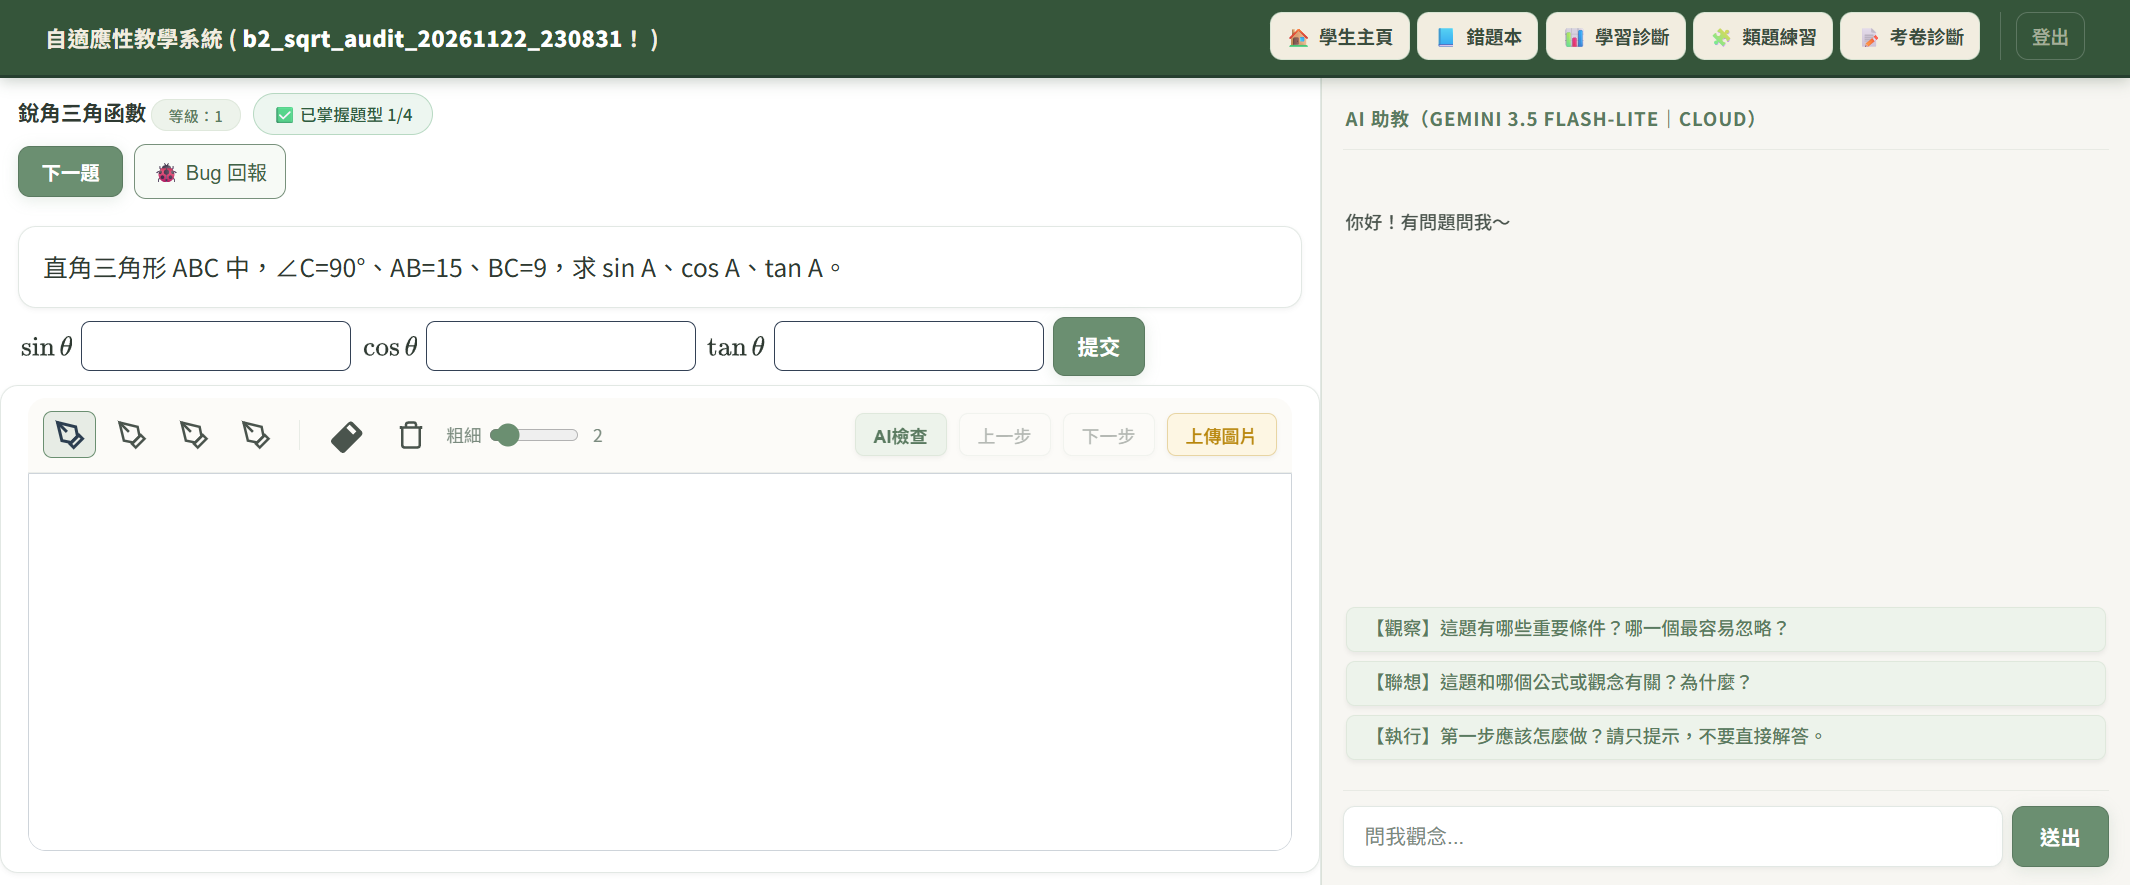 自適應性教學系統 ( b2_sqrt_audit_20261122_230831！ )
學生主頁 錯題本 學習診斷 類題練習 考卷診斷 登出
銳角三角函數 等級：1 已掌握題型 1/4
下一題 Bug 回報
直角三角形 ABC 中，∠C=90°、AB=15、BC=9，求 sin A、cos A、tan A。
sin θ cos θ tan θ 提交
粗細 2 AI檢查 上一步 下一步 上傳圖片
AI 助教（GEMINI 3.5 FLASH-LITE｜CLOUD）
你好！有問題問我～
【觀察】這題有哪些重要條件？哪一個最容易忽略？
【聯想】這題和哪個公式或觀念有關？為什麼？
【執行】第一步應該怎麼做？請只提示，不要直接解答。
問我觀念... 送出